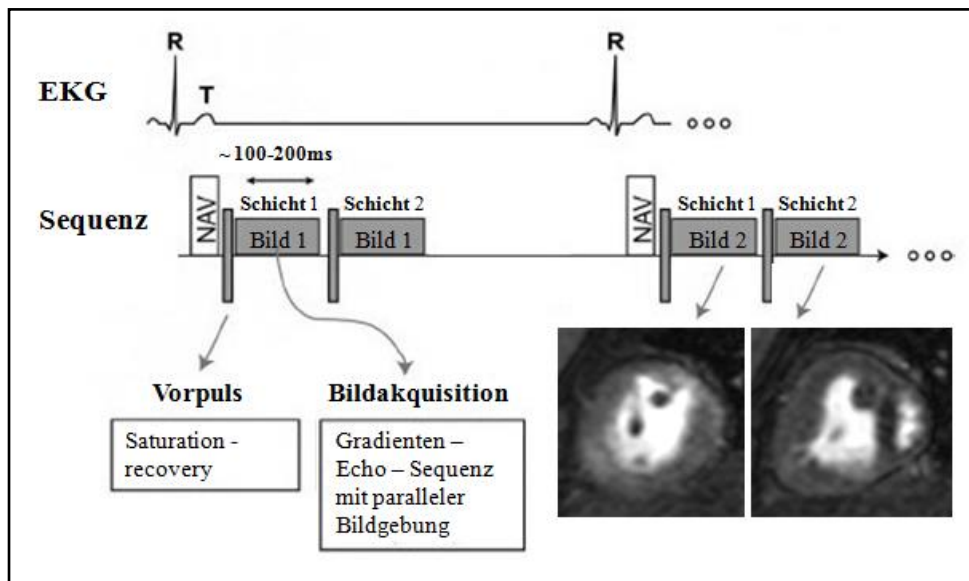 R
R
EKG
T
~ 100-200ms
Schicht 1
Schicht 2
Schicht 1
Schicht 2
Sequenz
NAV
Bild 1
Bild 1
NAV
Bild 2
Bild 2
Vorpuls
Bildakquisition
Saturation -
recovery
Gradienten –
Echo – Sequenz
mit paralleler
Bildgebung